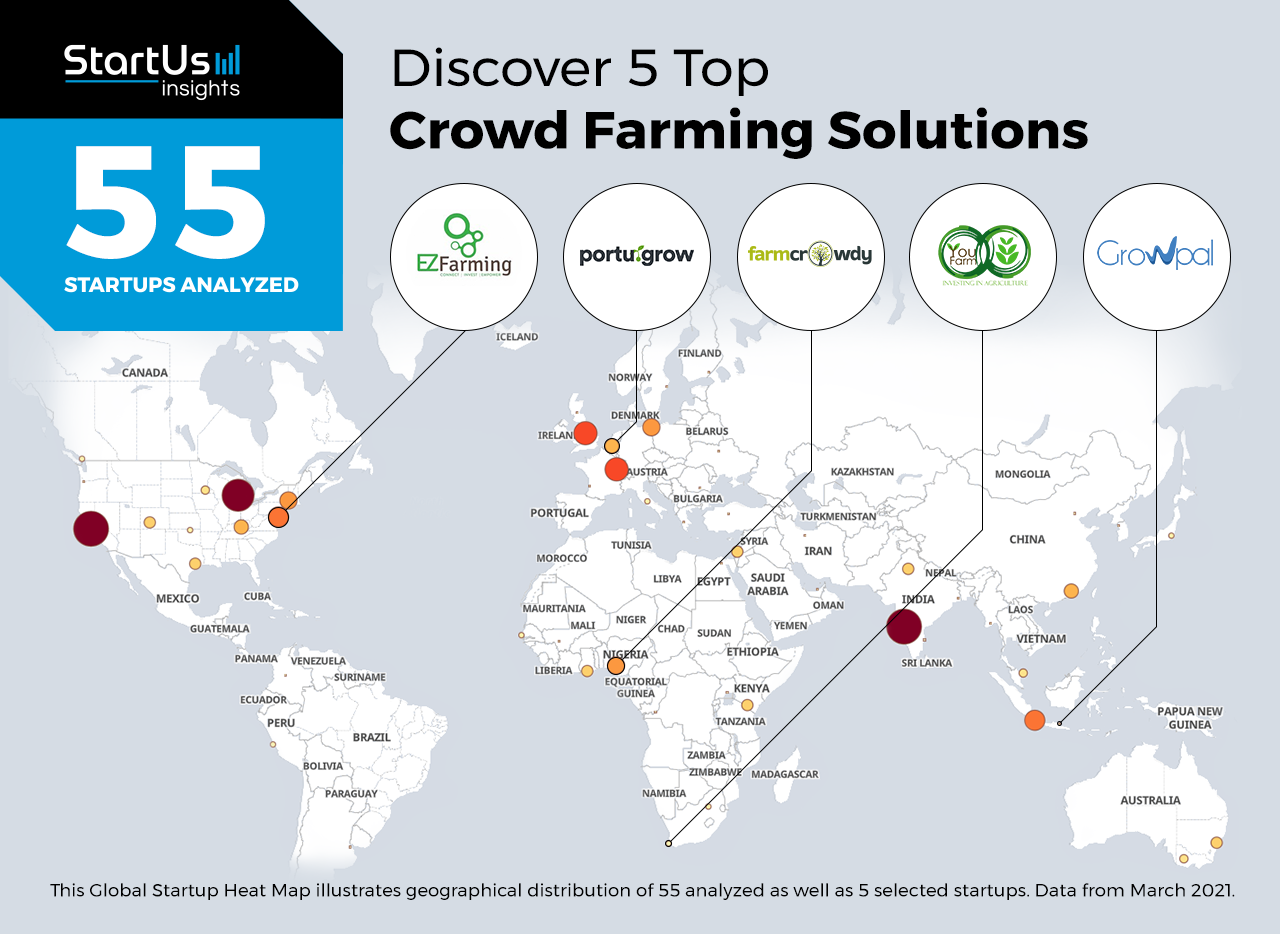 StartUs
insights
55
STARTUPS ANALYZED
Discover 5 Top
Crowd Farming Solutions
EZFarming
CONNECT | INVEST | EMPOWER
portugrow
farmcrowdy
You
Farm
INVESTING IN AGRICULTURE
Growpal
ICELAND
FINLAND
CANADA
NORWAY
DENMARK
IRELAN
BELARUS
AUSTRIA
KAZAKHSTAN
MONGOLIA
BULGARIA
PORTUGAL
TURKMENISTAN
TUNISIA
SYRIA
CHINA
MOROCCO
IRAN
LIBYA
EGYPT
SAUDI
ARABIA
NEPAL
MEXICO
CUBA
MAURITANIA
OMAN
INDIA
LAOS
GUATEMALA
MALI
NIGER
CHAD
SUDAN
YEMEN
VIETNAM
PANAMA
VENEZUELA
NIGERIA
ETHIOPIA
SRI LANKA
SURINAME
LIBERIA
EQUATORIAL
GUINEA
KENYA
ECUADOR
PERU
TANZANIA
PAPUA NEW
GUINEA
BRAZIL
BOLIVIA
ZAMBIA
ZIMBABWE
MADAGASCAR
PARAGUAY
NAMIBIA
AUSTRALIA
This Global Startup Heat Map illustrates geographical distribution of 55 analyzed as well as 5 selected startups. Data from March 2021.